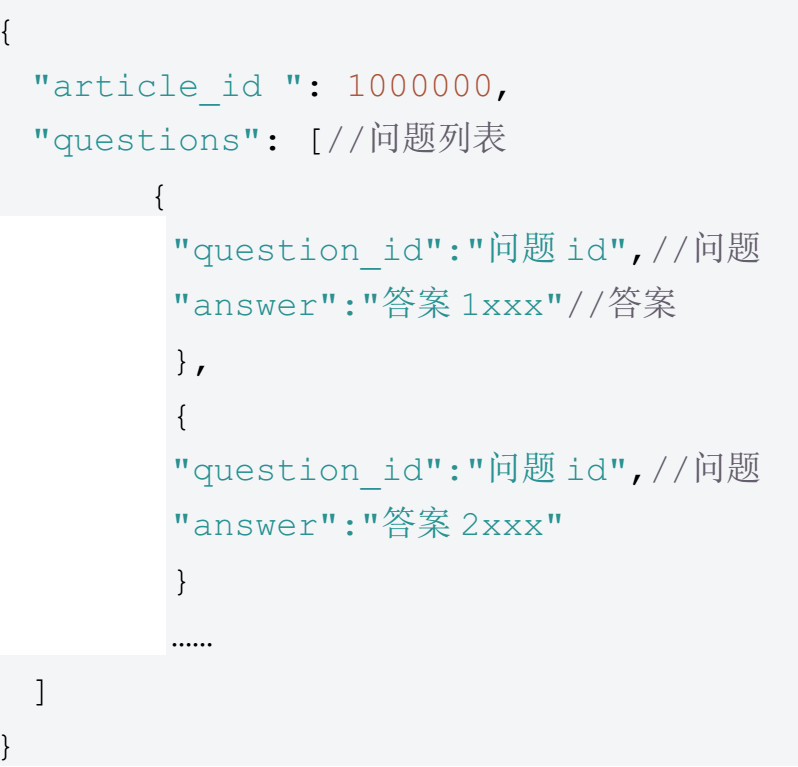 {
"article_id ": 1000000,
"questions": [//问题列表
{
"question_id":"问题 id",//问题
"answer":"答案 1xxx"//答案
},
{
"question_id":"问题 id",//问题
"answer":"答案 2xxx"
}
……
]
}